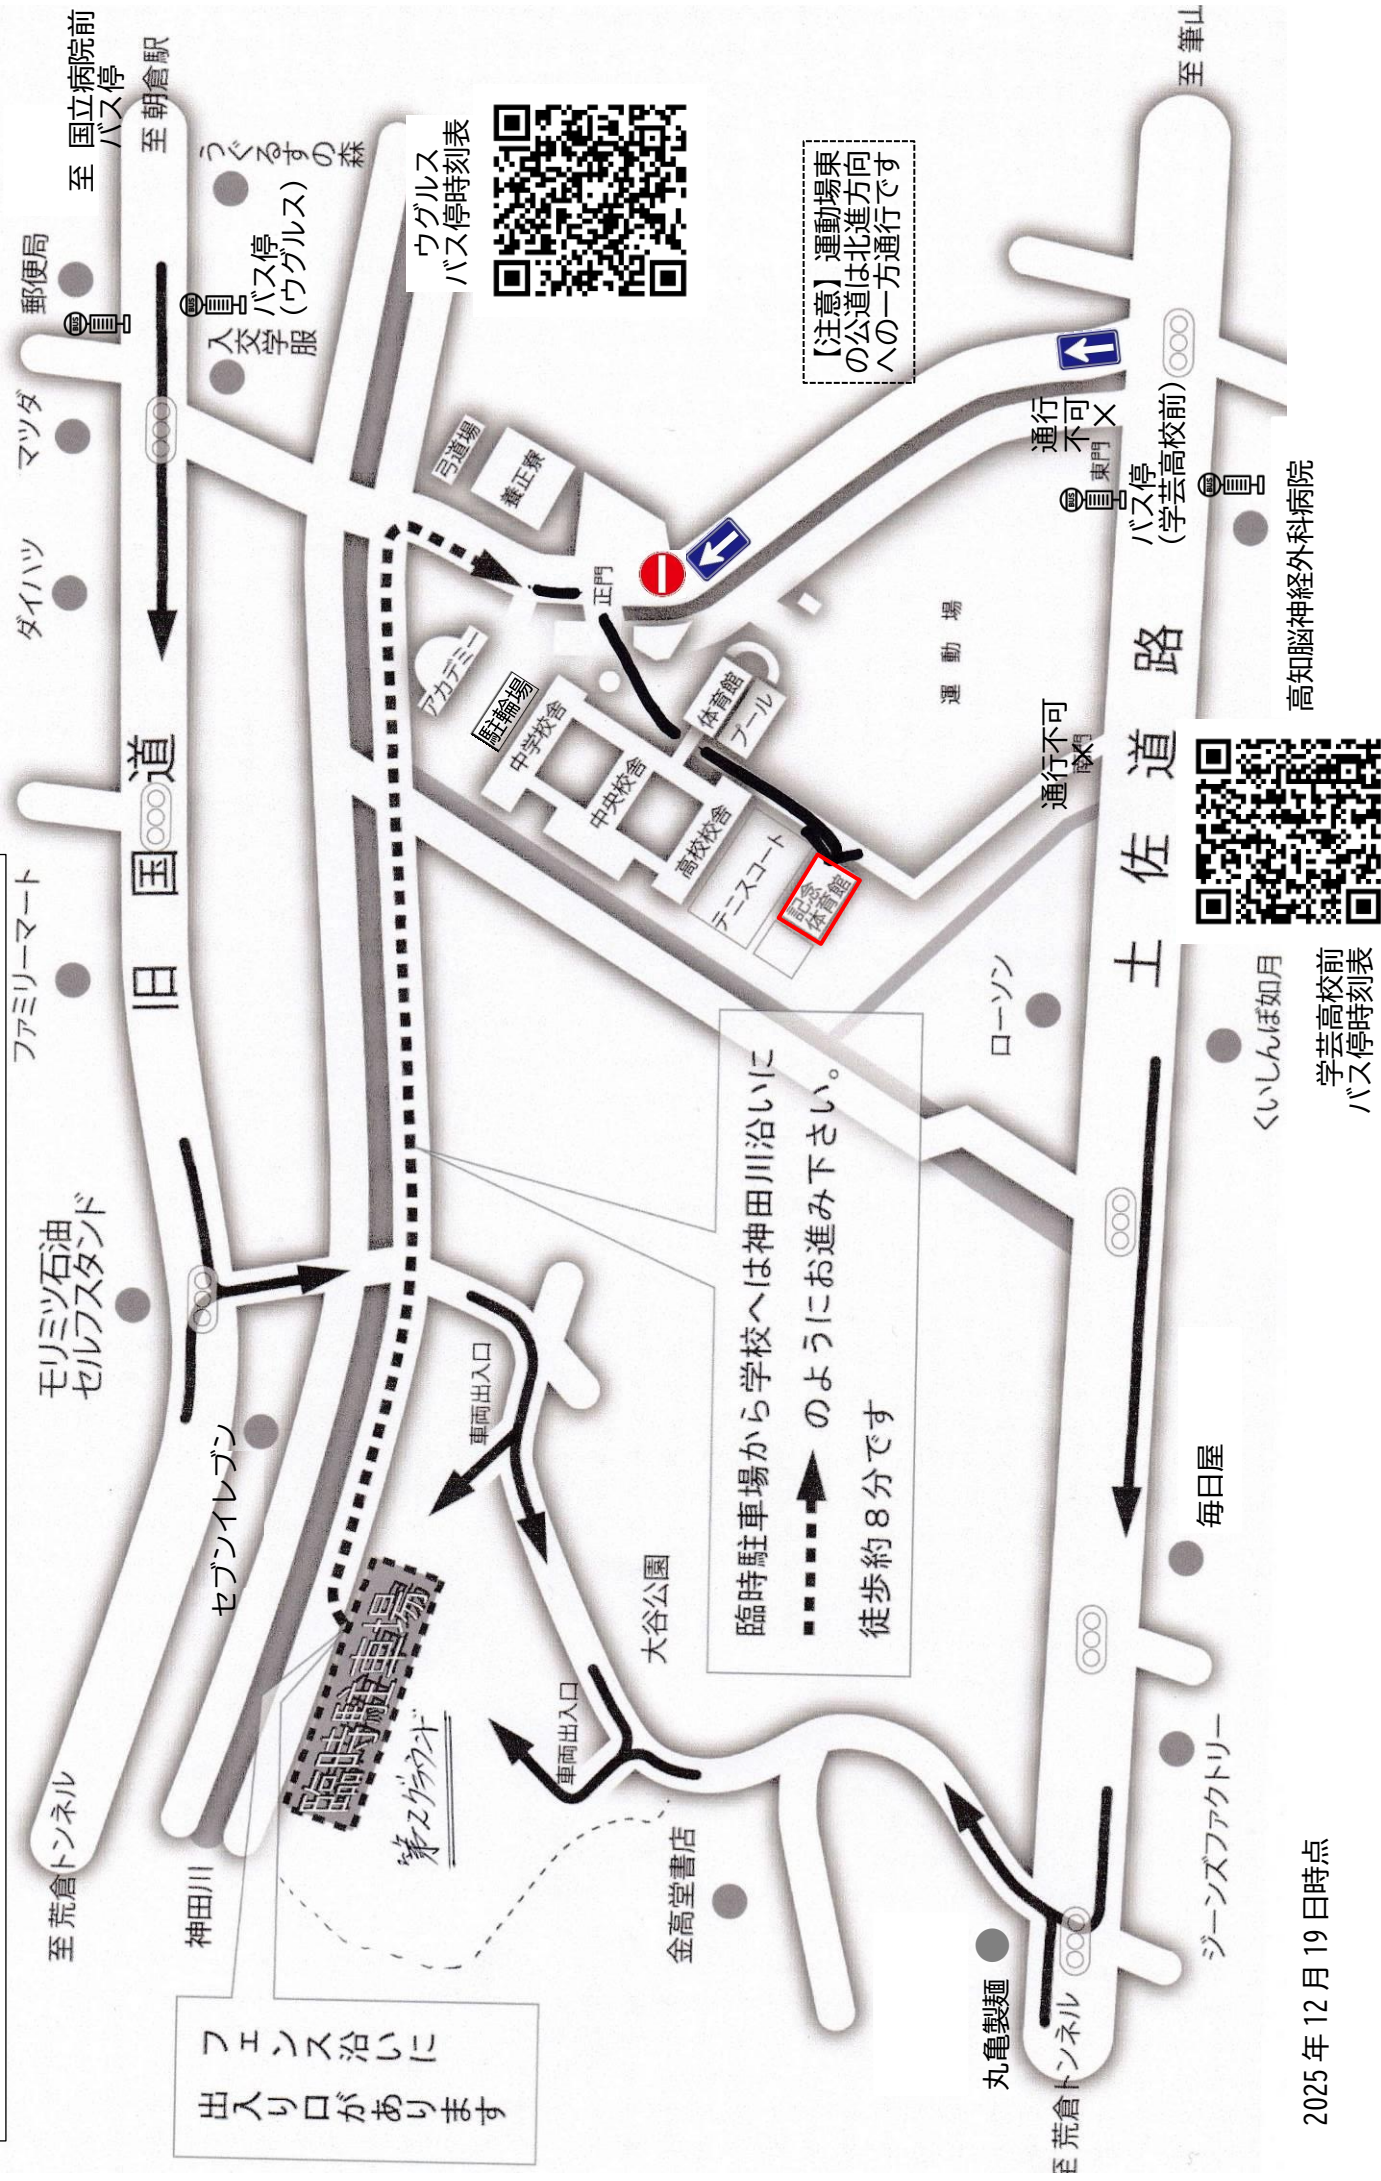 至 国立病院前
バス停
至 朝倉駅
郵便局
うぐるすの森
バス停
(ウグルス)
入交学服
マツダ
ダイハツ
ファミリーマート
モリミツ石油
セルフスタンド
セブンイレブン
至 荒倉トンネル
神田川
旧国道
ウグルス
バス停時刻表
弓道場
養正寮
正門
アカデミー
駐輪場
中学校舎
中央校舎
高校校舎
体育館
プール
テニスコート
記念
体育館
運動場
【注意】運動場東
の公道は北進方向
への一方通行です
通行
不可
×
東門
バス停
(学芸高校前)
通行不可
南門
×
至 筆山
高知脳神経外科病院
土佐道路
学芸高校前
バス停時刻表
くいしんぼ如月
ローソン
毎日屋
ジーンズファクトリー
丸亀製麺
至 荒倉トンネル
金高堂書店
大谷公園
車両出入口
車両出入口
臨時駐車場
第2グラウンド
臨時駐車場から学校へは神田川沿いに
のようにお進み下さい。
徒歩約8分です
フェンス沿いに
出入り口があります
2025 年 12 月 19 日時点
BUS
BUS
BUS
BUS